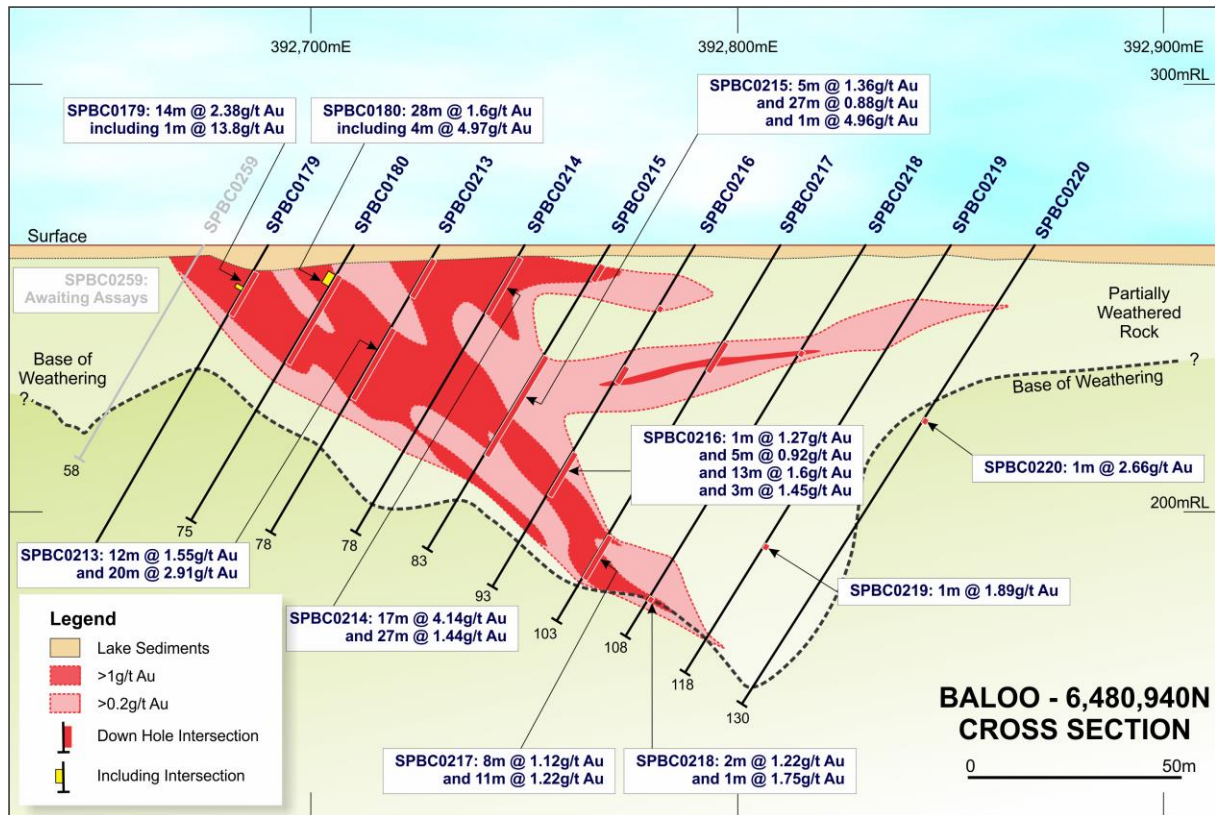 392,700mE
392,800mE
392,900mE
300mRL
SPBC0179: 14m @ 2.38g/t Au
including 1m @ 13.8g/t Au
SPBC0180: 28m @ 1.6g/t Au
including 4m @ 4.97g/t Au
SPBC0215: 5m @ 1.36g/t Au
and 27m @ 0.88g/t Au
and 1m @ 4.96g/t Au
SPBC0259
SPBC0179
SPBC0180
SPBC0213
SPBC0214
SPBC0215
SPBC0216
SPBC0217
SPBC0218
SPBC0219
SPBC0220
Surface
SPBC0259:
Awaiting Assays
Partially
Weathered
Rock
Base of
Weathering
?
Base of Weathering
?
SPBC0216: 1m @ 1.27g/t Au
and 5m @ 0.92g/t Au
and 13m @ 1.6g/t Au
and 3m @ 1.45g/t Au
SPBC0220: 1m @ 2.66g/t Au
200mRL
58
75
78
78
83
93
103
108
118
130
SPBC0213: 12m @ 1.55g/t Au
and 20m @ 2.91g/t Au
SPBC0219: 1m @ 1.89g/t Au
SPBC0214: 17m @ 4.14g/t Au
and 27m @ 1.44g/t Au
Legend
Lake Sediments
>1g/t Au
>0.2g/t Au
Down Hole Intersection
Including Intersection
SPBC0217: 8m @ 1.12g/t Au
and 11m @ 1.22g/t Au
SPBC0218: 2m @ 1.22g/t Au
and 1m @ 1.75g/t Au
BALOO - 6,480,940N
CROSS SECTION
0
50m